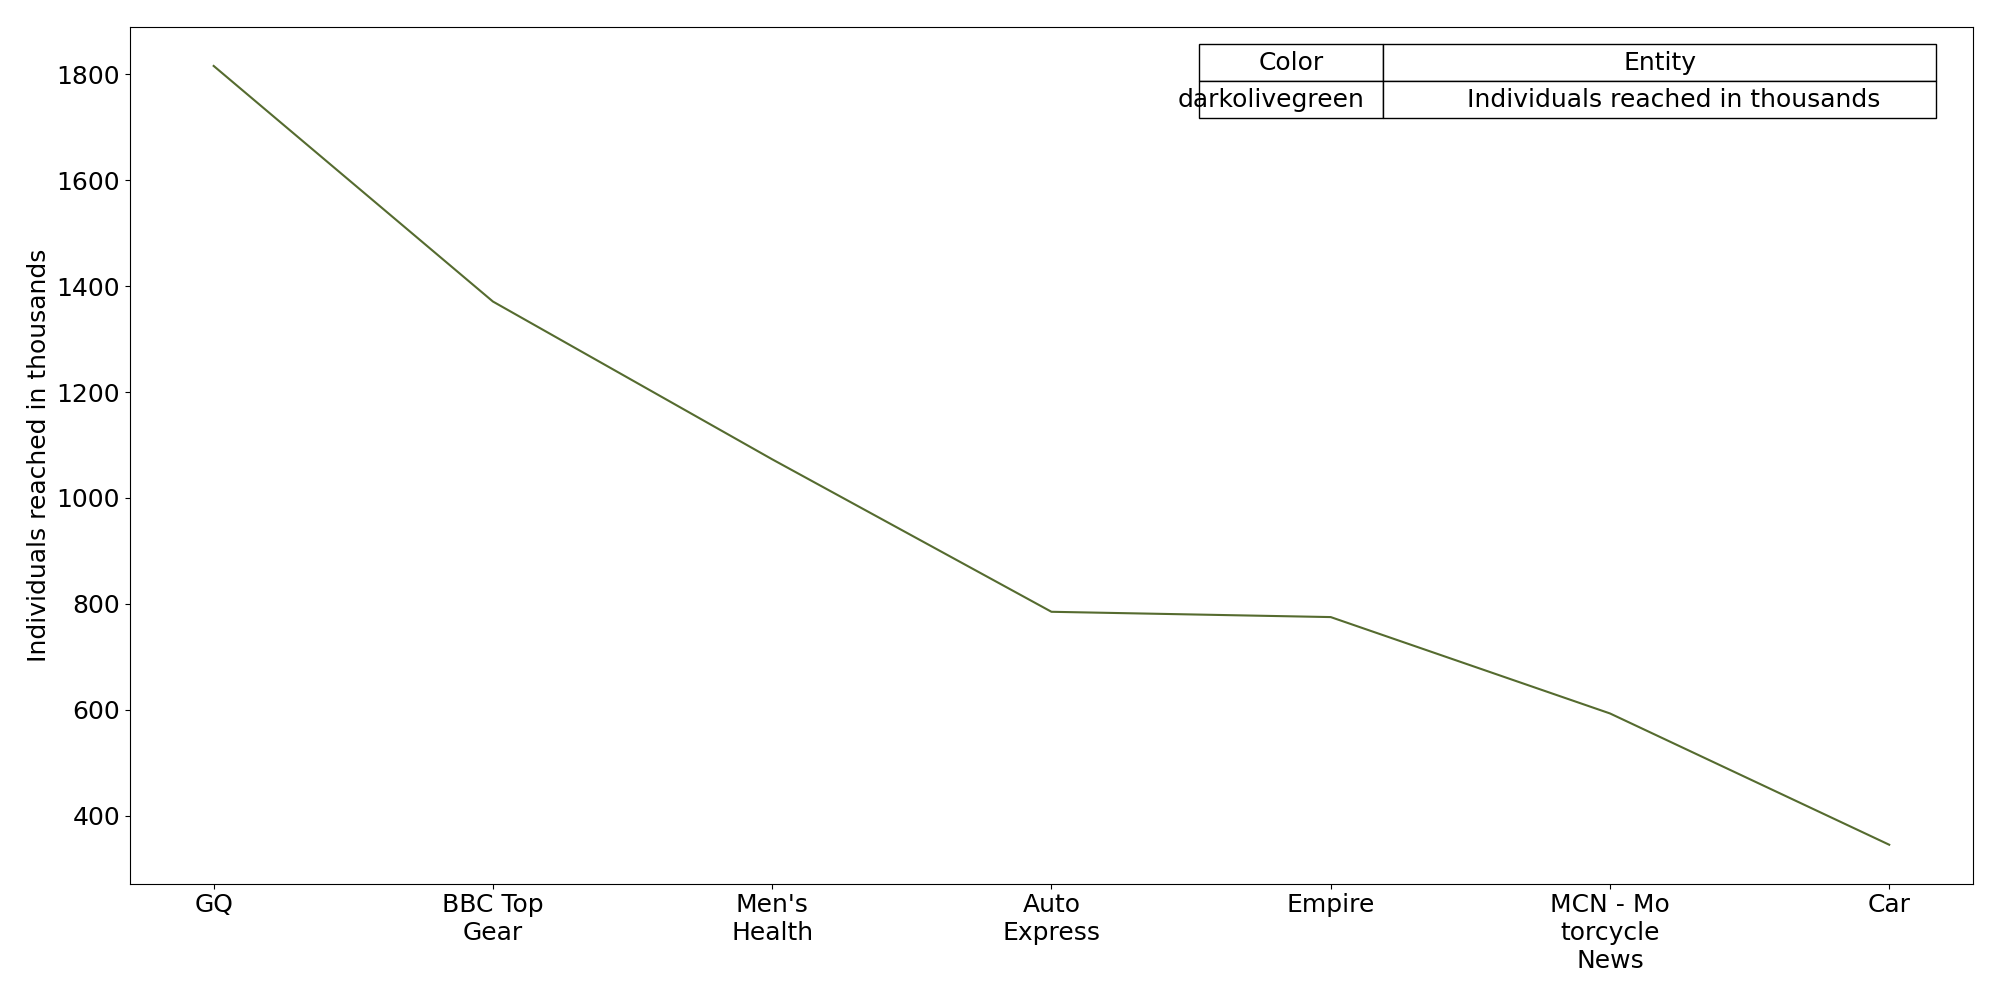 Individuals reached in thousands
1800
1600
1400
1200
1000
800
600
400
Color Entity
darkolivegreen Individuals reached in thousands
GQ
BBC Top
Gear
Men's
Health
Auto
Express
Empire
MCN - Mo
torcycle
News
Car